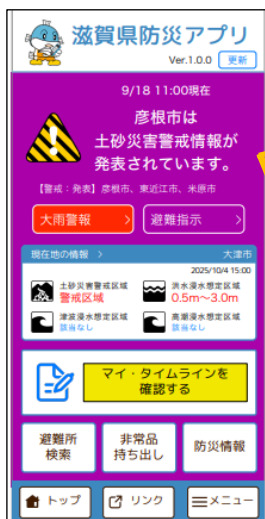 滋賀県防災アプリ
Ver.1.0.0 更新
9/18 11:00現在
彦根市は
土砂災害警戒情報が
発表されています。
【警戒：発表】彦根市、東近江市、米原市
大雨警報 > 避難指示 >
現在地の情報 > 大津市
2025/10/4 15:00
土砂災害警戒区域 洪水浸水想定区域
警戒区域 0.5m～3.0m
津波浸水想定区域 高潮浸水想定区域
該当なし 該当なし
マイ・タイムラインを
確認する
避難所 非常品 防災情報
検索 持ち出し
トップ リンク メニュー